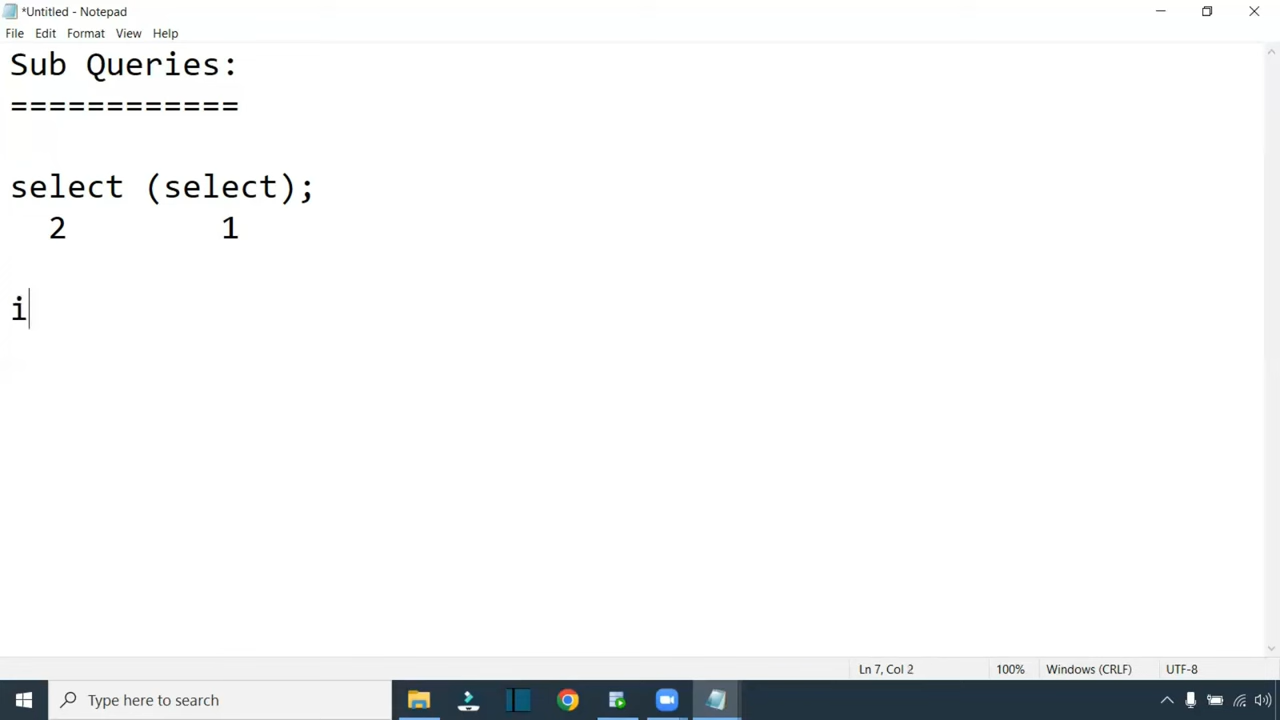 *Untitled - Notepad
File Edit Format View Help
Sub Queries:
============
select (select);
2 1
i
Ln 7, Col 2 100% Windows (CRLF) UTF-8
Type here to search